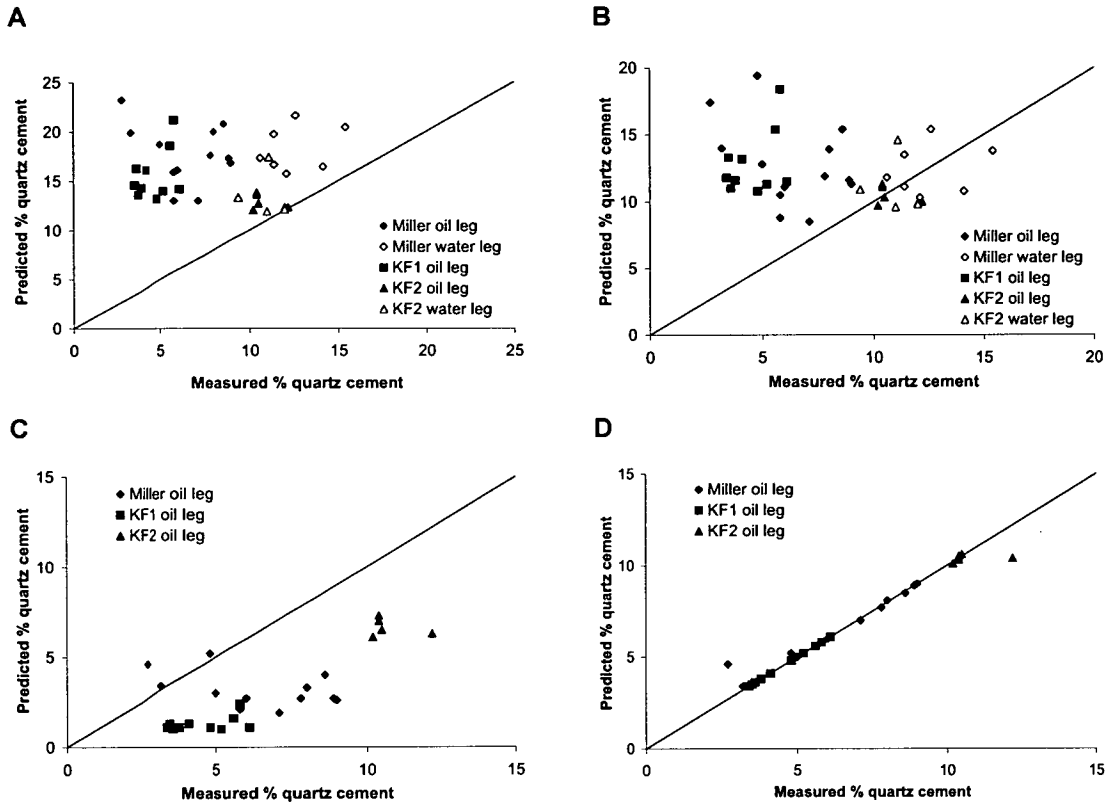 A
25
20
15
10
5
0
0 5 10 15 20 25
Predicted % quartz cement
Measured % quartz cement
Miller oil leg
Miller water leg
KF1 oil leg
KF2 oil leg
KF2 water leg
B
20
15
10
5
0
0 5 10 15 20
Predicted % quartz cement
Measured % quartz cement
Miller oil leg
Miller water leg
KF1 oil leg
KF2 oil leg
KF2 water leg
C
15
10
5
0
0 5 10 15
Predicted % quartz cement
Measured % quartz cement
Miller oil leg
KF1 oil leg
KF2 oil leg
D
15
10
5
0
0 5 10 15
Predicted % quartz cement
Measured % quartz cement
Miller oil leg
KF1 oil leg
KF2 oil leg